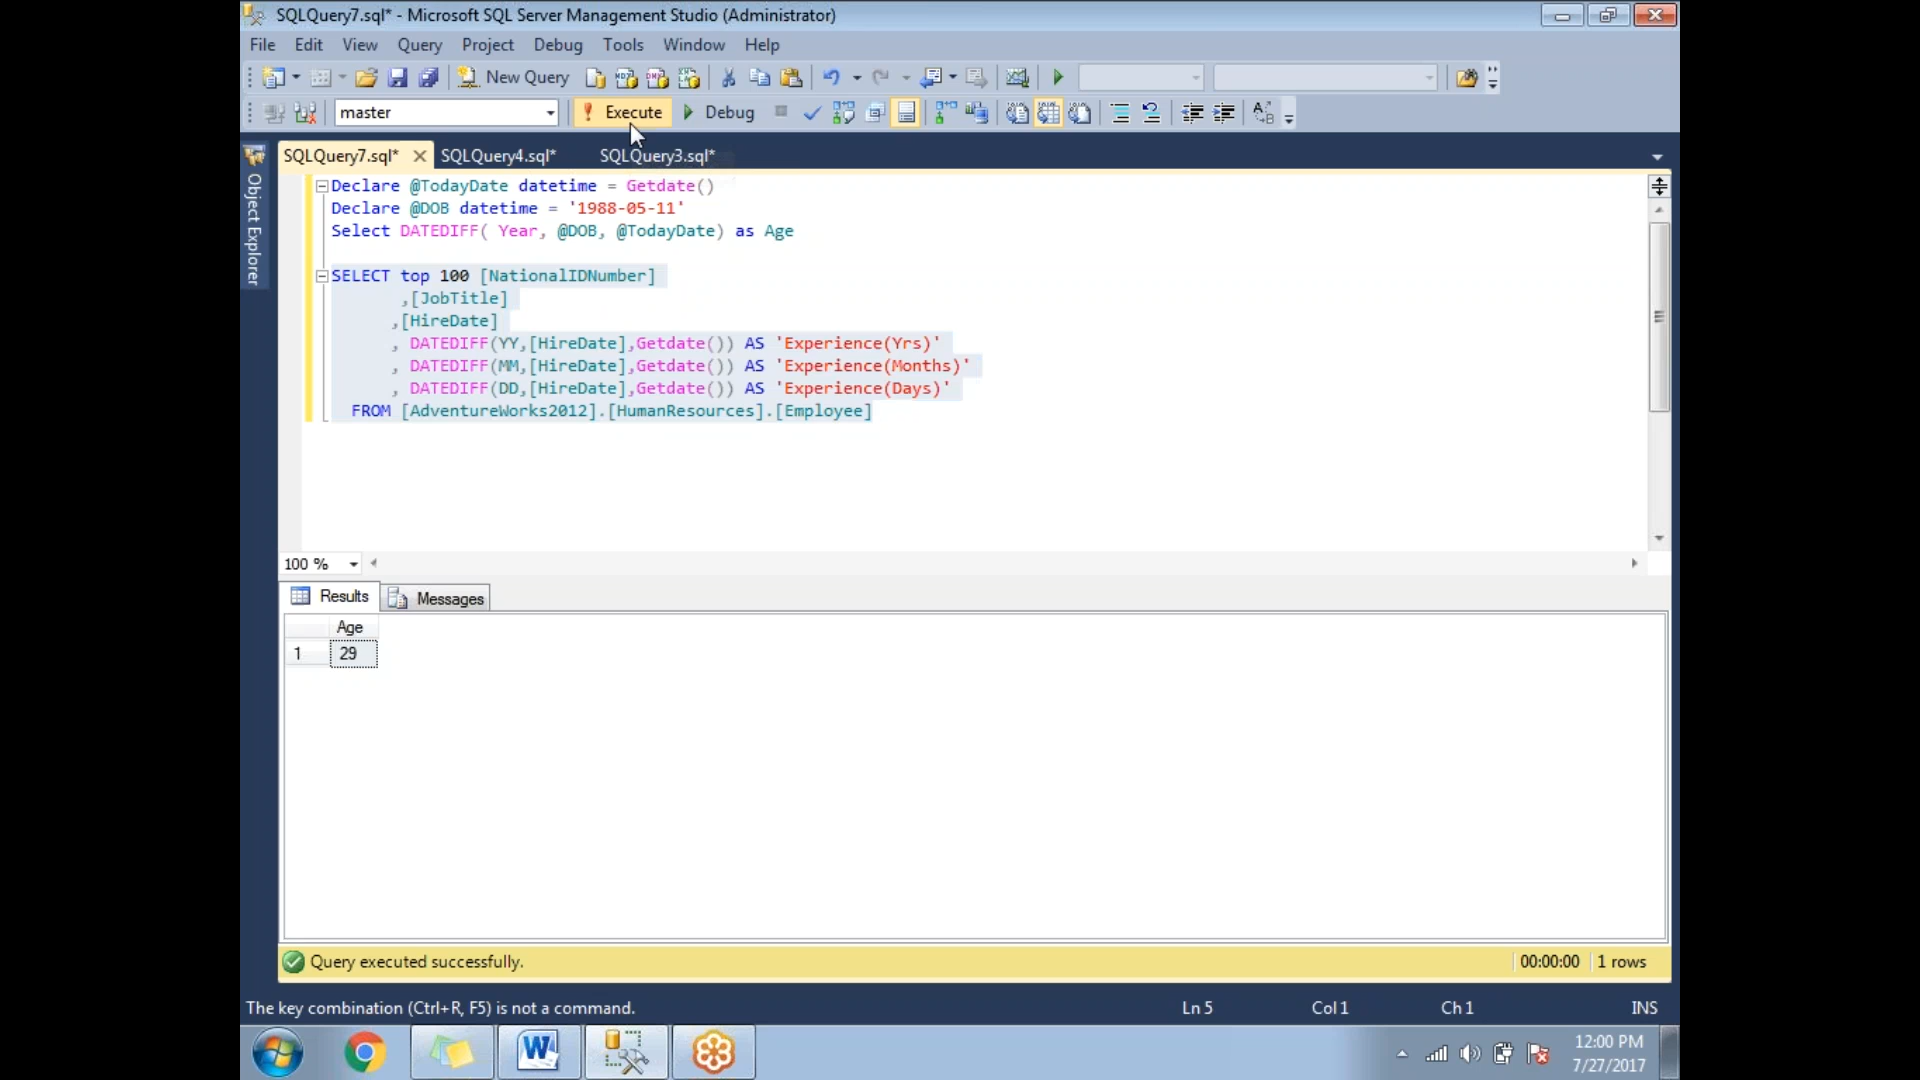 SQLQuery7.sql* - Microsoft SQL Server Management Studio (Administrator)
File Edit View Query Project Debug Tools Window Help
New Query
master Execute Debug
SQLQuery7.sql* SQLQuery4.sql* SQLQuery3.sql*
Object Explorer
Declare @TodayDate datetime = Getdate()
Declare @DOB datetime = '1988-05-11'
Select DATEDIFF( Year, @DOB, @TodayDate) as Age
SELECT top 100 [NationalIDNumber]
,[JobTitle]
,[HireDate]
, DATEDIFF(YY,[HireDate],Getdate()) AS 'Experience(Yrs)'
, DATEDIFF(MM,[HireDate],Getdate()) AS 'Experience(Months)'
, DATEDIFF(DD,[HireDate],Getdate()) AS 'Experience(Days)'
FROM [AdventureWorks2012].[HumanResources].[Employee]
100 %
Results Messages
Age
1 29
Query executed successfully. 00:00:00 1 rows
The key combination (Ctrl+R, F5) is not a command. Ln 5 Col 1 Ch 1 INS
12:00 PM
7/27/2017